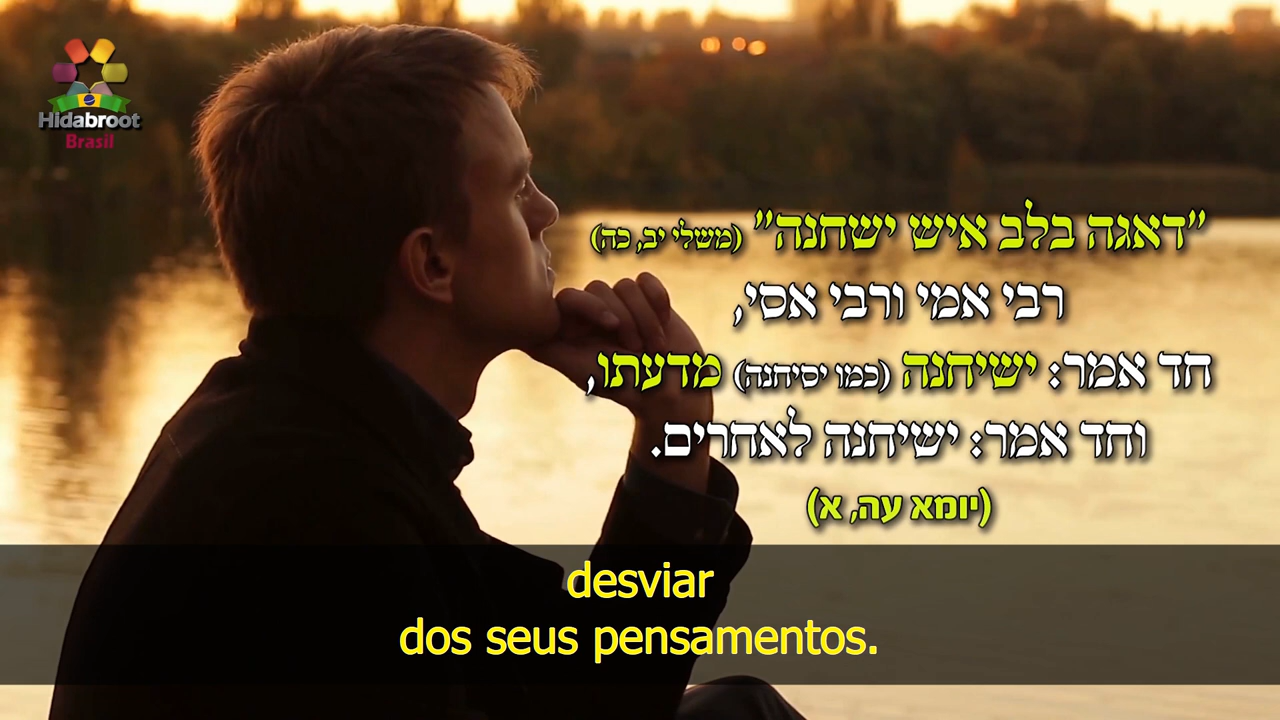 Hidabroot
Brasil
"דאגה בלב איש ישחנה" (משלי יב, כה)
רבי אמי ורבי אסי,
חד אמר: ישיחנה (כמו יסיחנה) מדעתו,
וחד אמר: ישיחנה לאחרים.
(יומא עה, א)
desviar
dos seus pensamentos.